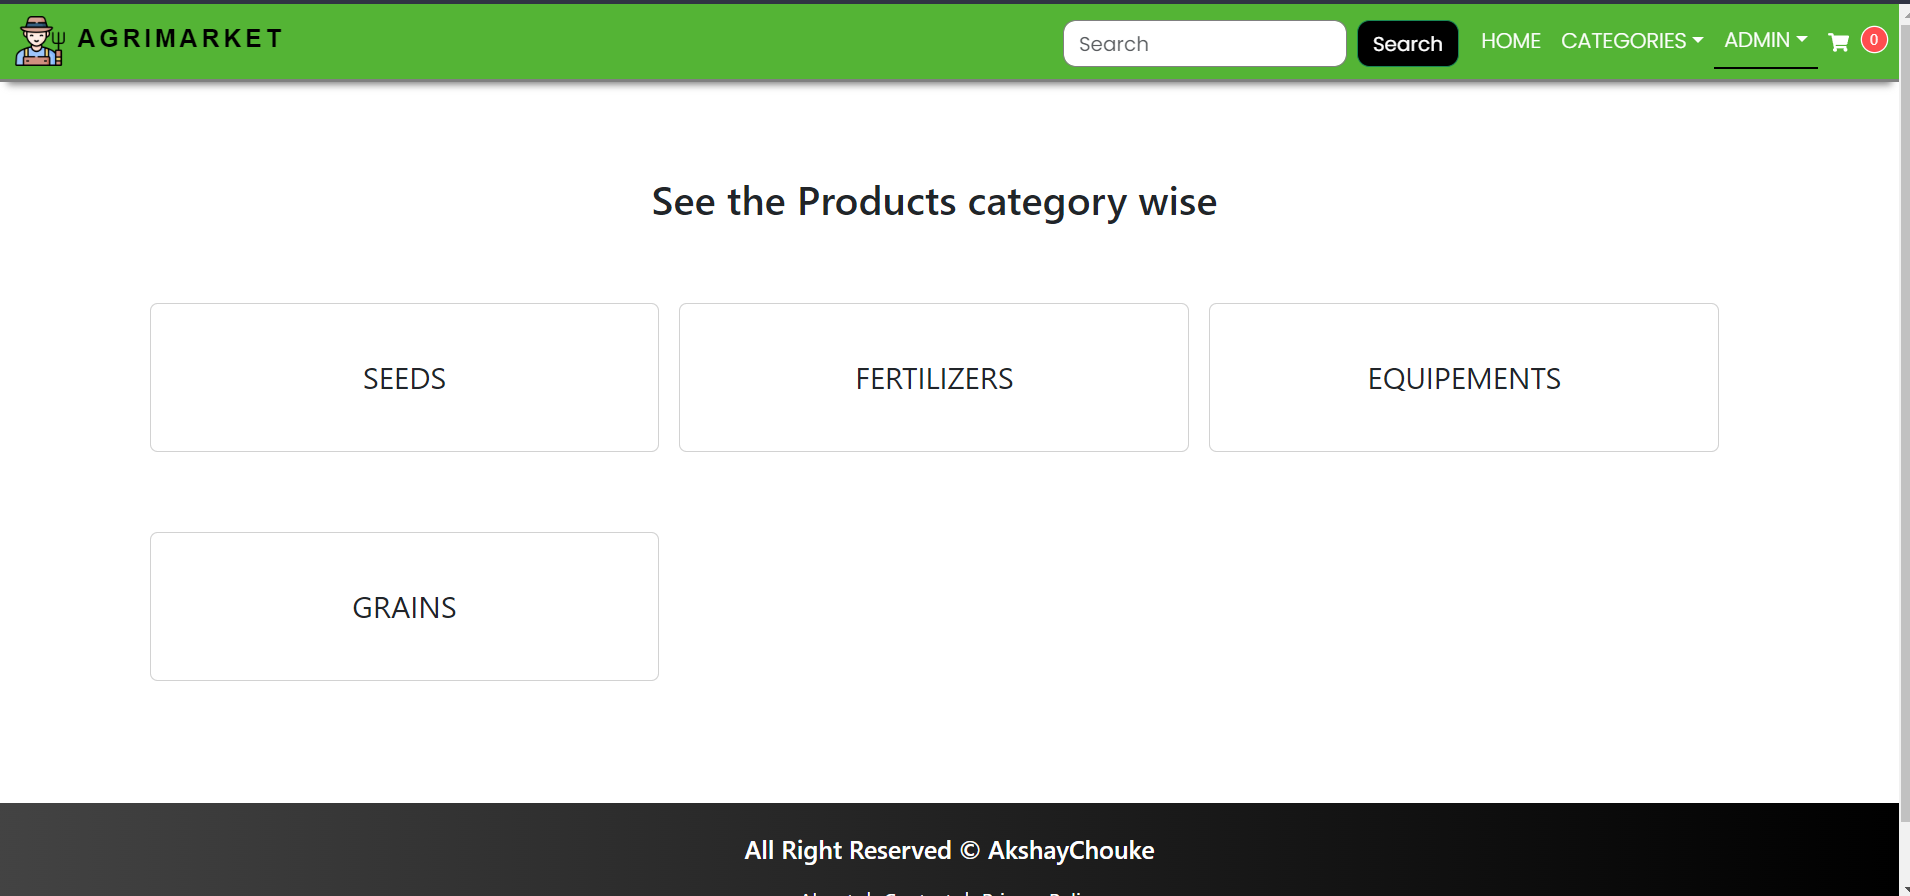 AGRIMARKET
Search Search HOME CATEGORIES ADMIN 0
See the Products category wise
SEEDS FERTILIZERS EQUIPEMENTS
GRAINS
All Right Reserved © AkshayChouke